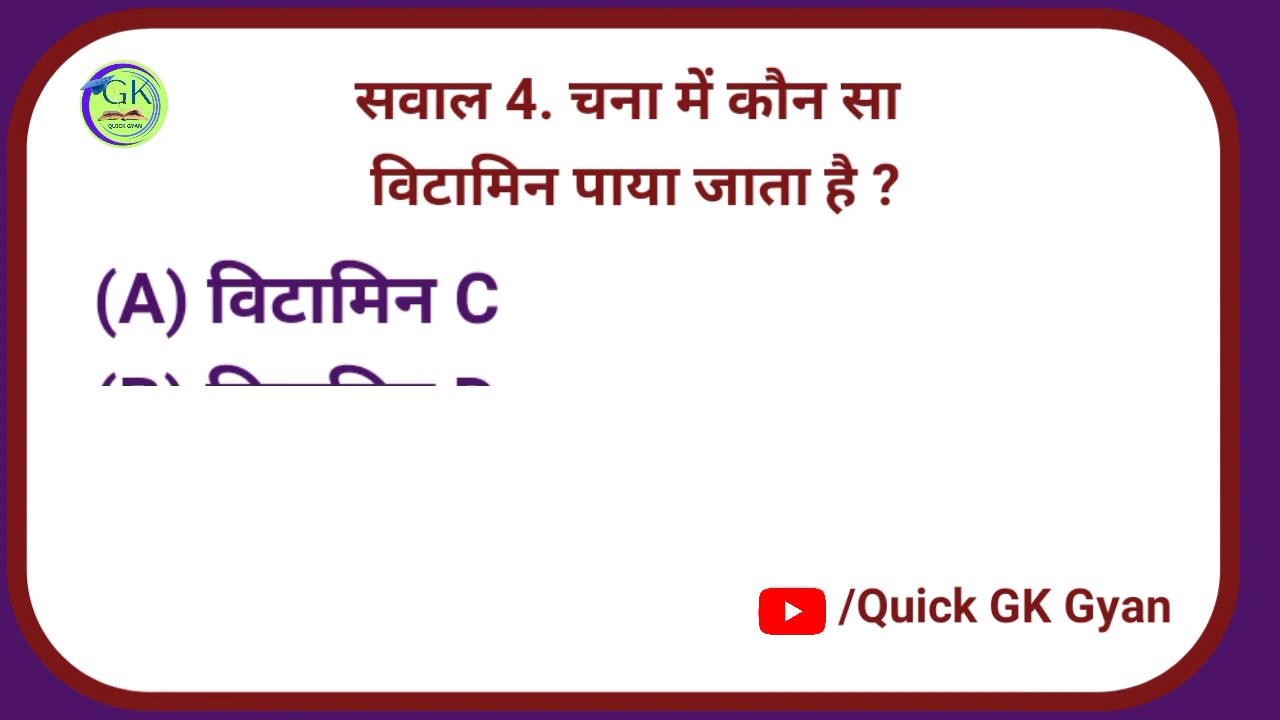 GK
QUICK GYAN
सवाल 4. चना में कौन सा
विटामिन पाया जाता है ?
(A) विटामिन C
/Quick GK Gyan